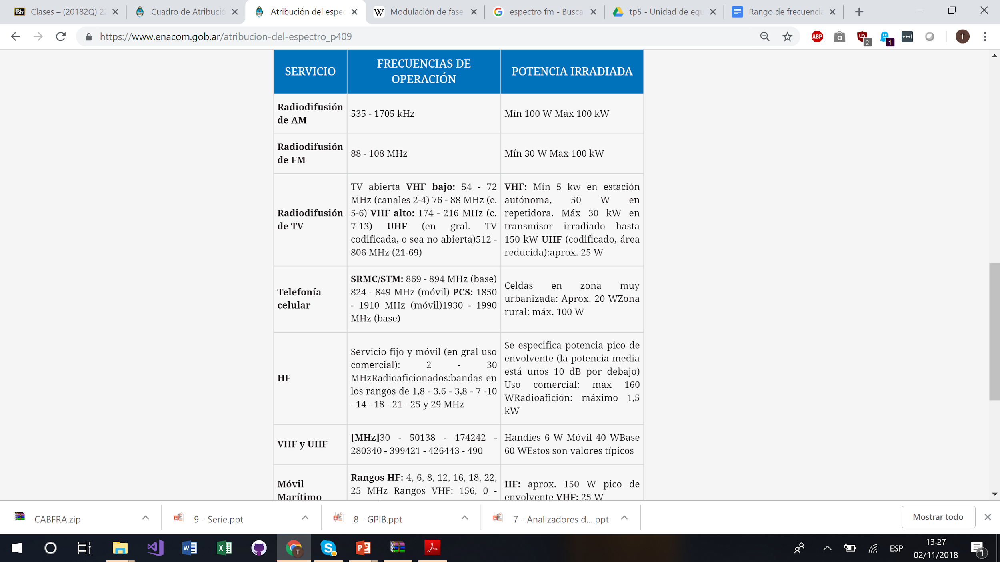 Clases – (20182Q) 22
Cuadro de Atribució
Atribución del espec
W Modulación de fase
espectro fm - Busca
tp5 - Unidad de equ
Rango de frecuencia
https://www.enacom.gob.ar/atribucion-del-espectro_p409
ABP
a
2
1
T
SERVICIO
FRECUENCIAS DE
OPERACIÓN
POTENCIA IRRADIADA
Radiodifusión
de AM
535 - 1705 kHz
Mín 100 W Máx 100 kW
Radiodifusión
de FM
88 - 108 MHz
Mín 30 W Max 100 kW
Radiodifusión
de TV
TV abierta VHF bajo: 54 - 72
MHz (canales 2-4) 76 - 88 MHz (c.
5-6) VHF alto: 174 - 216 MHz (c.
7-13) UHF (en gral. TV
codificada, o sea no abierta)512 -
806 MHz (21-69)
VHF: Mín 5 kw en estación
autónoma, 50 W en
repetidora. Máx 30 kW en
transmisor irradiado hasta
150 kW UHF (codificado, área
reducida):aprox. 25 W
Telefonía
celular
SRMC/STM: 869 - 894 MHz (base)
824 - 849 MHz (móvil) PCS: 1850
- 1910 MHz (móvil)1930 - 1990
MHz (base)
Celdas en zona muy
urbanizada: Aprox. 20 WZona
rural: máx. 100 W
HF
Servicio fijo y móvil (en gral uso
comercial): 2 - 30
MHzRadioaficionados:bandas en
los rangos de 1,8 - 3,6 - 3,8 - 7 -10
- 14 - 18 - 21 - 25 y 29 MHz
Se especifica potencia pico de
envolvente (la potencia media
está unos 10 dB por debajo)
Uso comercial: máx 160
WRadioafición: máximo 1,5
kW
VHF y UHF
[MHz]30 - 50138 - 174242 -
280340 - 399421 - 426443 - 490
Handies 6 W Móvil 40 WBase
60 WEstos son valores típicos
Móvil
Marítimo
Rangos HF: 4, 6, 8, 12, 16, 18, 22,
25 MHz Rangos VHF: 156, 0 -
HF: aprox. 150 W pico de
envolvente VHF: 25 W
CABFRA.zip
9 - Serie.ppt
8 - GPIB.ppt
7 - Analizadores d....ppt
Mostrar todo
ESP
13:27
02/11/2018
1